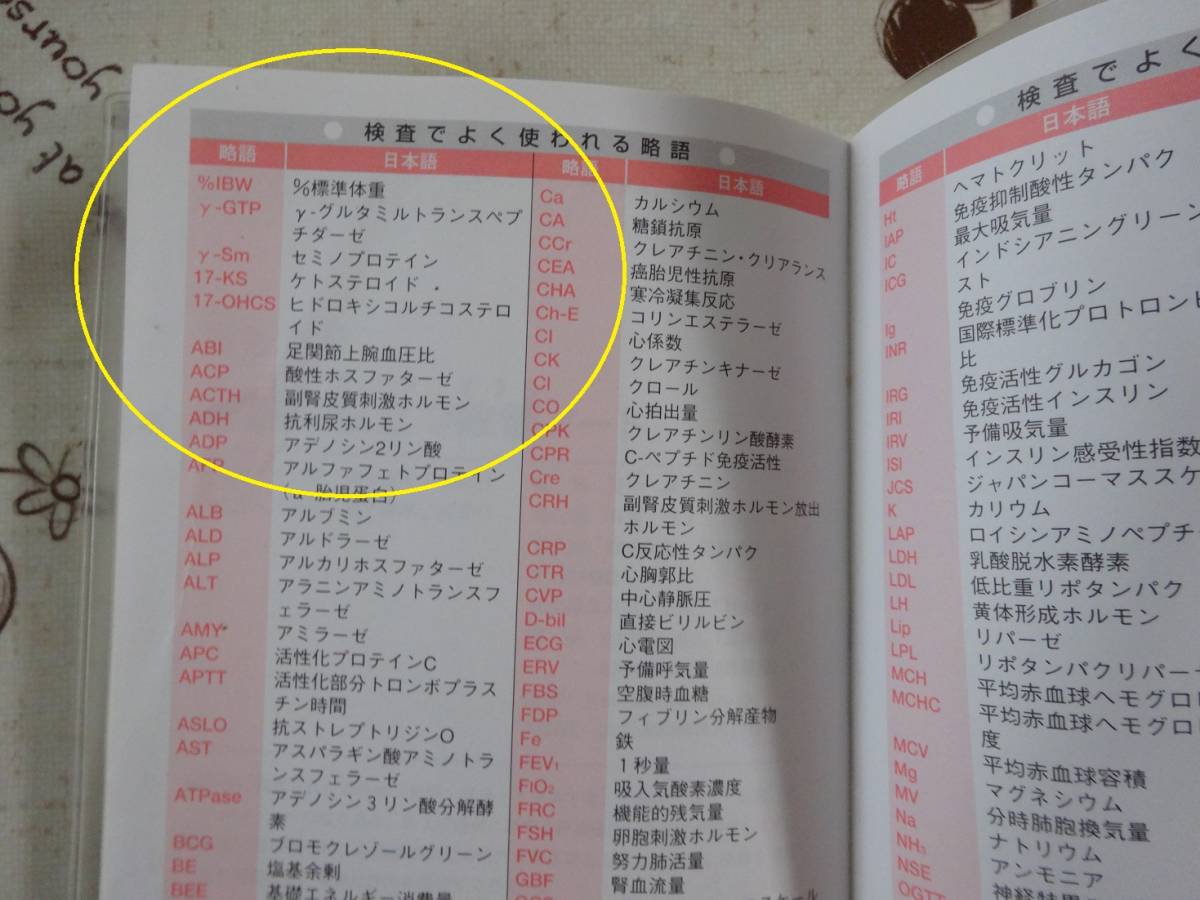 yourse
at yo
検査でよく使われる略語
略語 日本語
%IBW %標準体重
γ-GTP γ-グルタミルトランスペプ
チダーゼ
γ-Sm セミノプロテイン
17-KS ケトステロイド
17-OHCS ヒドロキシコルチコステロ
イド
ABI 足関節上腕血圧比
ACP 酸性ホスファターゼ
ACTH 副腎皮質刺激ホルモン
ADH 抗利尿ホルモン
ADP アデノシン2リン酸
AFP アルファフェトプロテイン
(α-胎児蛋白)
ALB アルブミン
ALD アルドラーゼ
ALP アルカリホスファターゼ
ALT アラニンアミノトランスフ
ェラーゼ
AMY アミラーゼ
APC 活性化プロテインC
APTT 活性化部分トロンボプラス
チン時間
ASLO 抗ストレプトリジンO
AST アスパラギン酸アミノトラ
ンスフェラーゼ
ATPase アデノシン3リン酸分解酵
素
BCG ブロモクレゾールグリーン
BE 塩基余剰
BEE 基礎エネルギー消費量
略語 日本語
Ca カルシウム
CA 糖鎖抗原
CCr クレアチニン・クリアランス
CEA 癌胎児性抗原
CHA 寒冷凝集反応
Ch-E コリンエステラーゼ
CI 心係数
CK クレアチンキナーゼ
Cl クロール
CO 心拍出量
CPK クレアチンリン酸酵素
CPR C-ペプチド免疫活性
Cre クレアチニン
CRH 副腎皮質刺激ホルモン放出
ホルモン
CRP C反応性タンパク
CTR 心胸郭比
CVP 中心静脈圧
D-bil 直接ビリルビン
ECG 心電図
ERV 予備呼気量
FBS 空腹時血糖
FDP フィブリン分解産物
Fe 鉄
FEV₁ 1秒量
FIO₂ 吸入気酸素濃度
FRC 機能的残気量
FSH 卵胞刺激ホルモン
FVC 努力肺活量
GBF 腎血流量
スケール
検査でよく
略語 日本語
Ht ヘマトクリット
IAP 免疫抑制酸性タンパク
IC 最大吸気量
ICG インドシアニングリーン
スト
Ig 免疫グロブリン
INR 国際標準化プロトロンビ
比
IRG 免疫活性グルカゴン
IRI 免疫活性インスリン
IRV 予備吸気量
ISI インスリン感受性指数
JCS ジャパンコーマスス
K カリウム
LAP ロイシンアミノペプチ
LDH 乳酸脱水素酵素
LDL 低比重リポタンパク
LH 黄体形成ホルモン
Lip リパーゼ
LPL リポタンパクリパー
MCH 平均赤血球ヘモグロ
MCHC 平均赤血球ヘモグロ
度
MCV 平均赤血球容積
Mg マグネシウム
MV 分時肺胞換気量
Na ナトリウム
NH₃ アンモニア
NSE
OGTT